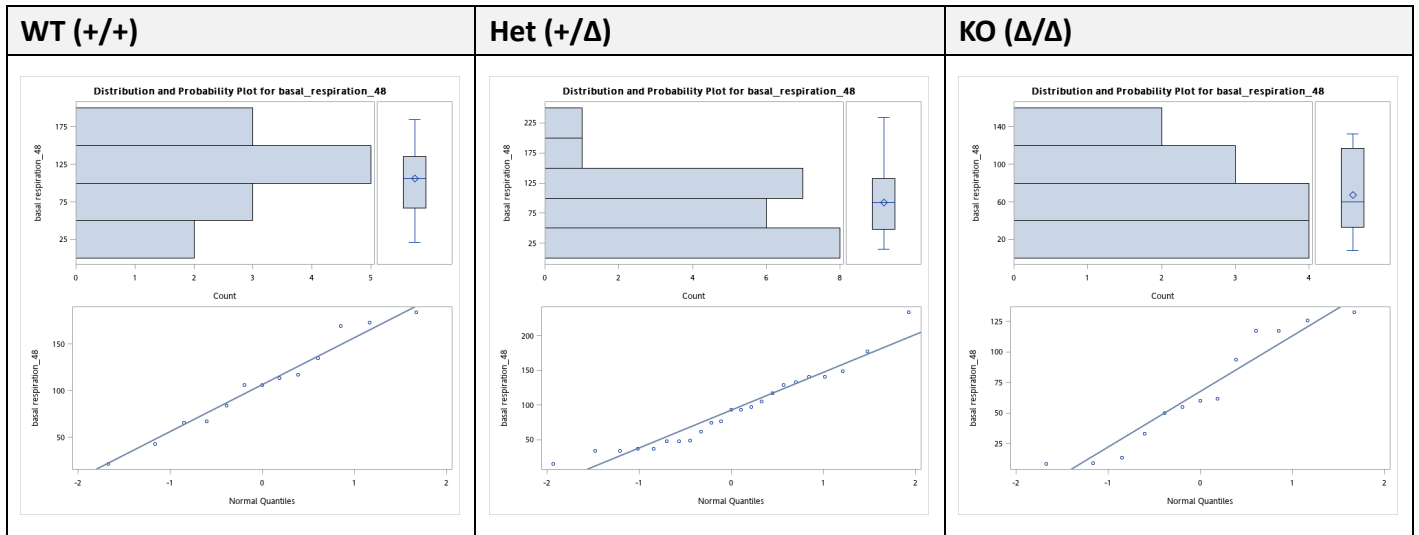 WT (+/+)
Het (+/Δ)
KO (Δ/Δ)
Distribution and Probability Plot for basal_respiration_48
175
125
75
25
basal respiration_48
0 1 2 3 4 5
Count
150
100
50
basal respiration_48
-2 -1 0 1 2
Normal Quantiles
Distribution and Probability Plot for basal_respiration_48
225
175
125
75
25
basal respiration_48
0 2 4 6 8
Count
200
150
100
50
basal respiration_48
-2 -1 0 1 2
Normal Quantiles
Distribution and Probability Plot for basal_respiration_48
140
100
60
20
basal respiration_48
0 1 2 3 4
Count
125
100
75
50
25
basal respiration_48
-2 -1 0 1 2
Normal Quantiles